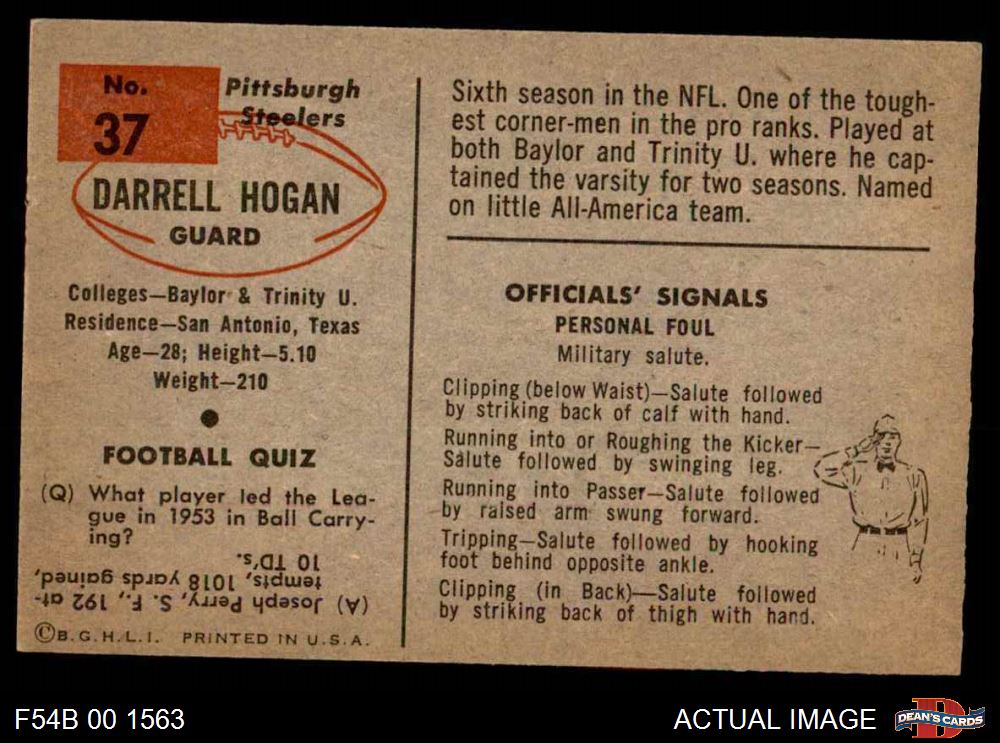 No.
37
Pittsburgh
Steelers
DARRELL HOGAN
GUARD
Colleges—Baylor & Trinity U.
Residence—San Antonio, Texas
Age—28; Height—5.10
Weight—210
FOOTBALL QUIZ
(Q) What player led the Lea-
gue in 1953 in Ball Carry-
ing?
(A) Joseph Perry, S. F., 192 at-
tempts, 1018 yards gained,
10 TD's.
©B.G.H.L.I. PRINTED IN U.S.A.
Sixth season in the NFL. One of the tough-
est corner-men in the pro ranks. Played at
both Baylor and Trinity U. where he cap-
tained the varsity for two seasons. Named
on little All-America team.
OFFICIALS' SIGNALS
PERSONAL FOUL
Military salute.
Clipping (below Waist)—Salute followed
by striking back of calf with hand.
Running into or Roughing the Kicker—
Salute followed by swinging leg.
Running into Passer—Salute followed
by raised arm swung forward.
Tripping—Salute followed by hooking
foot behind opposite ankle.
Clipping (in Back)—Salute followed
by striking back of thigh with hand.
F54B 00 1563
ACTUAL IMAGE
D
DEAN'S CARDS